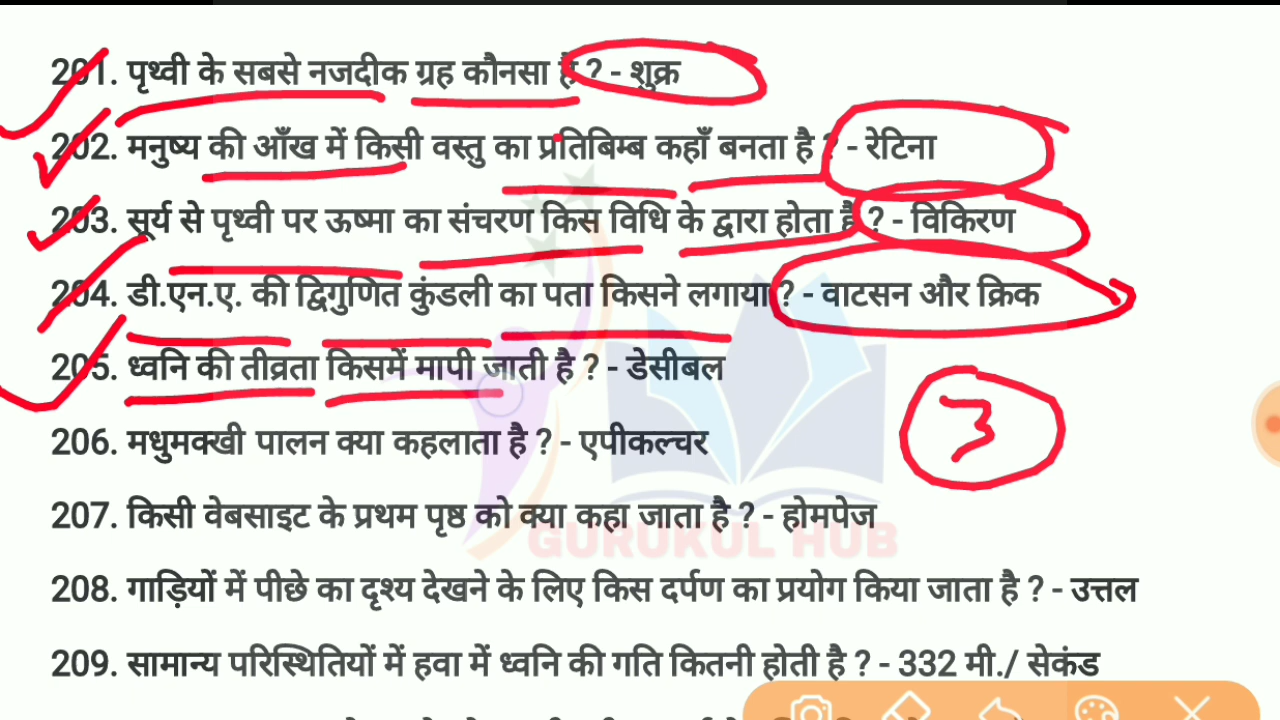 201. पृथ्वी के सबसे नजदीक ग्रह कौनसा है ? - शुक्र
202. मनुष्य की आँख में किसी वस्तु का प्रतिबिम्ब कहाँ बनता है ? - रेटिना
203. सूर्य से पृथ्वी पर ऊष्मा का संचरण किस विधि के द्वारा होता है ? - विकिरण
204. डी.एन.ए. की द्विगुणित कुंडली का पता किसने लगाया ? - वाटसन और क्रिक
205. ध्वनि की तीव्रता किसमें मापी जाती है ? - डेसीबल
3
206. मधुमक्खी पालन क्या कहलाता है ? - एपीकल्चर
207. किसी वेबसाइट के प्रथम पृष्ठ को क्या कहा जाता है ? - होमपेज
GURUKUL HUB
208. गाड़ियों में पीछे का दृश्य देखने के लिए किस दर्पण का प्रयोग किया जाता है ? - उत्तल
209. सामान्य परिस्थितियों में हवा में ध्वनि की गति कितनी होती है ? - 332 मी./ सेकंड